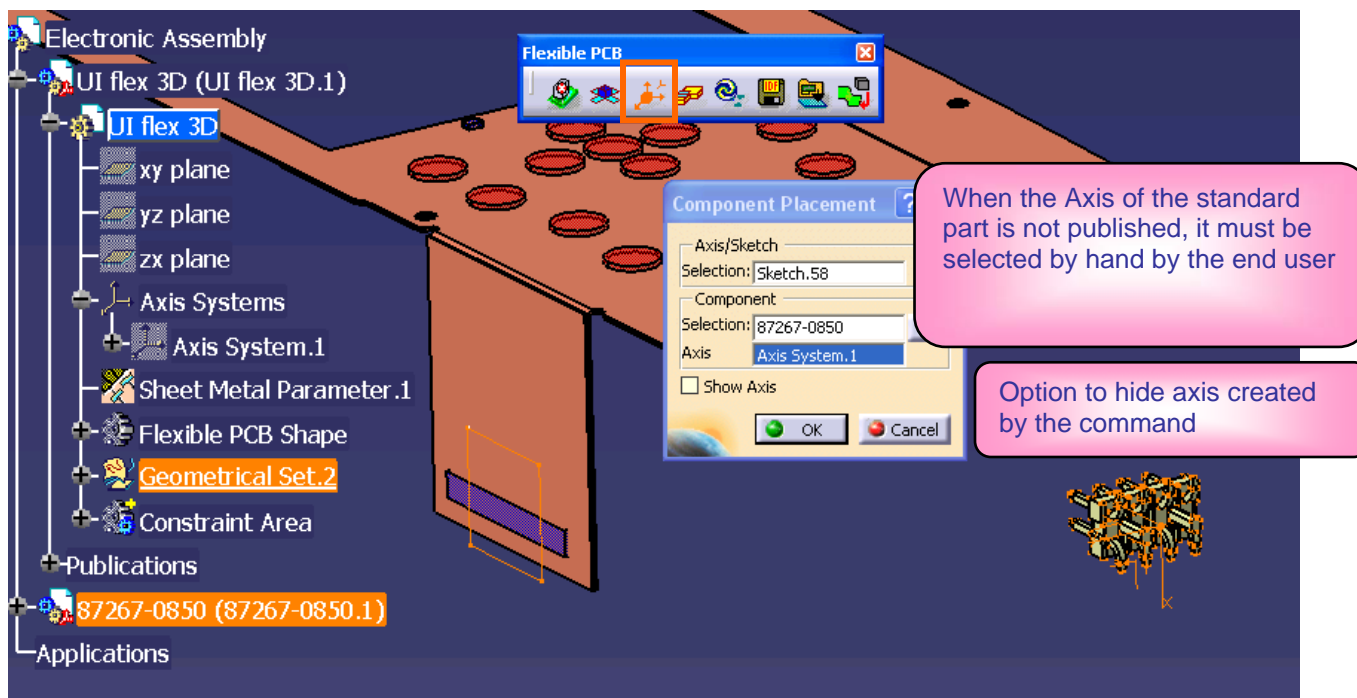 Electronic Assembly
UI flex 3D (UI flex 3D.1)
UI flex 3D
xy plane
yz plane
zx plane
Axis Systems
Axis System.1
Sheet Metal Parameter.1
Flexible PCB Shape
Geometrical Set.2
Constraint Area
Publications
87267-0850 (87267-0850.1)
Applications
Flexible PCB
IDF
Component Placement ?
Axis/Sketch
Selection: Sketch.58
Component
Selection: 87267-0850
Axis Axis System.1
Show Axis
OK Cancel
When the Axis of the standard
part is not published, it must be
selected by hand by the end user
Option to hide axis created
by the command